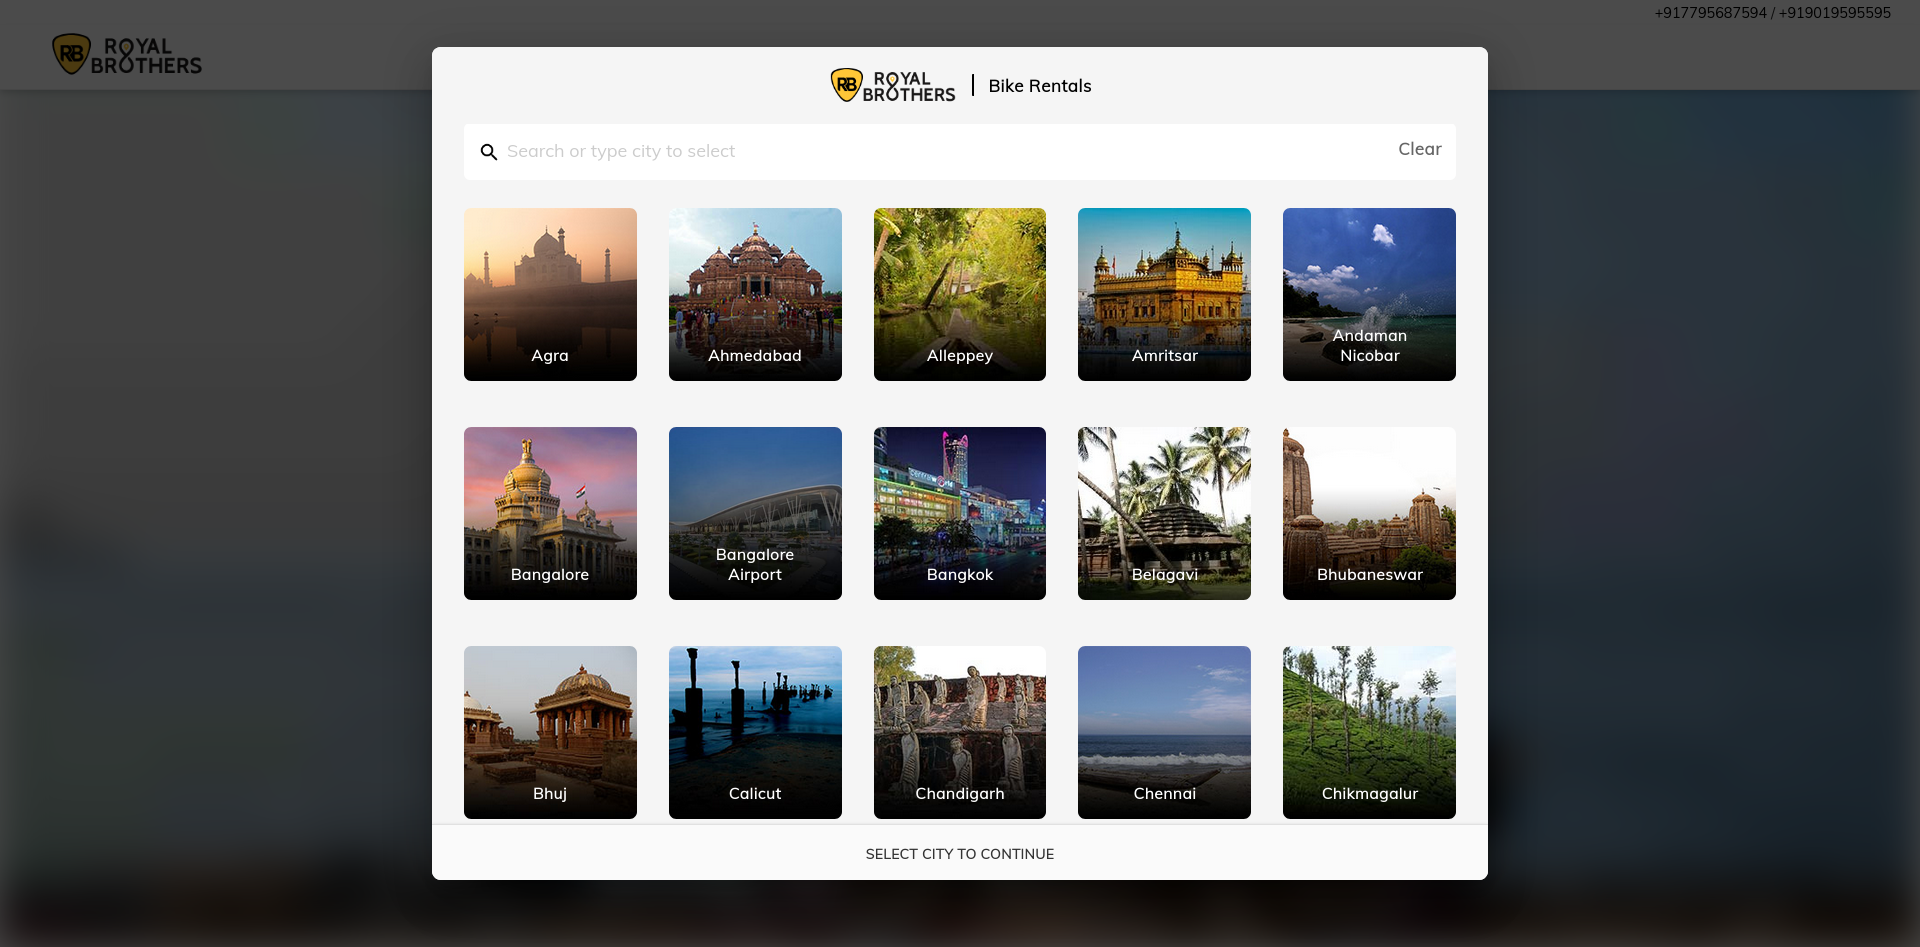 +917795687594 / +919019595595
RB ROYAL
BROTHERS
RB ROYAL
BROTHERS
Bike Rentals
Search or type city to select
Clear
Agra
Ahmedabad
Alleppey
Amritsar
Andaman
Nicobar
Bangalore
Bangalore
Airport
Bangkok
Belagavi
Bhubaneswar
Bhuj
Calicut
Chandigarh
Chennai
Chikmagalur
SELECT CITY TO CONTINUE